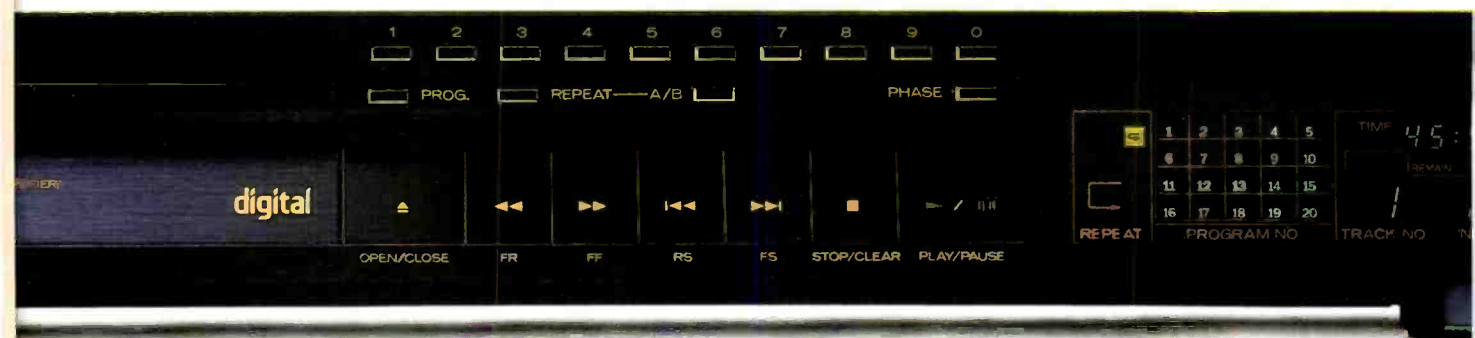 1 2 3 4 5 6 7 8 9 0
PROG. REPEAT A/B PHASE
TIME 45:
1 2 3 4 5
6 7 8 9 10
REMAIN
digital
11 12 13 14 15
1
16 17 18 19 20
REPEAT PROGRAM NO TRACK NO
OPEN/CLOSE FR FF RS FS STOP/CLEAR PLAY/PAUSE